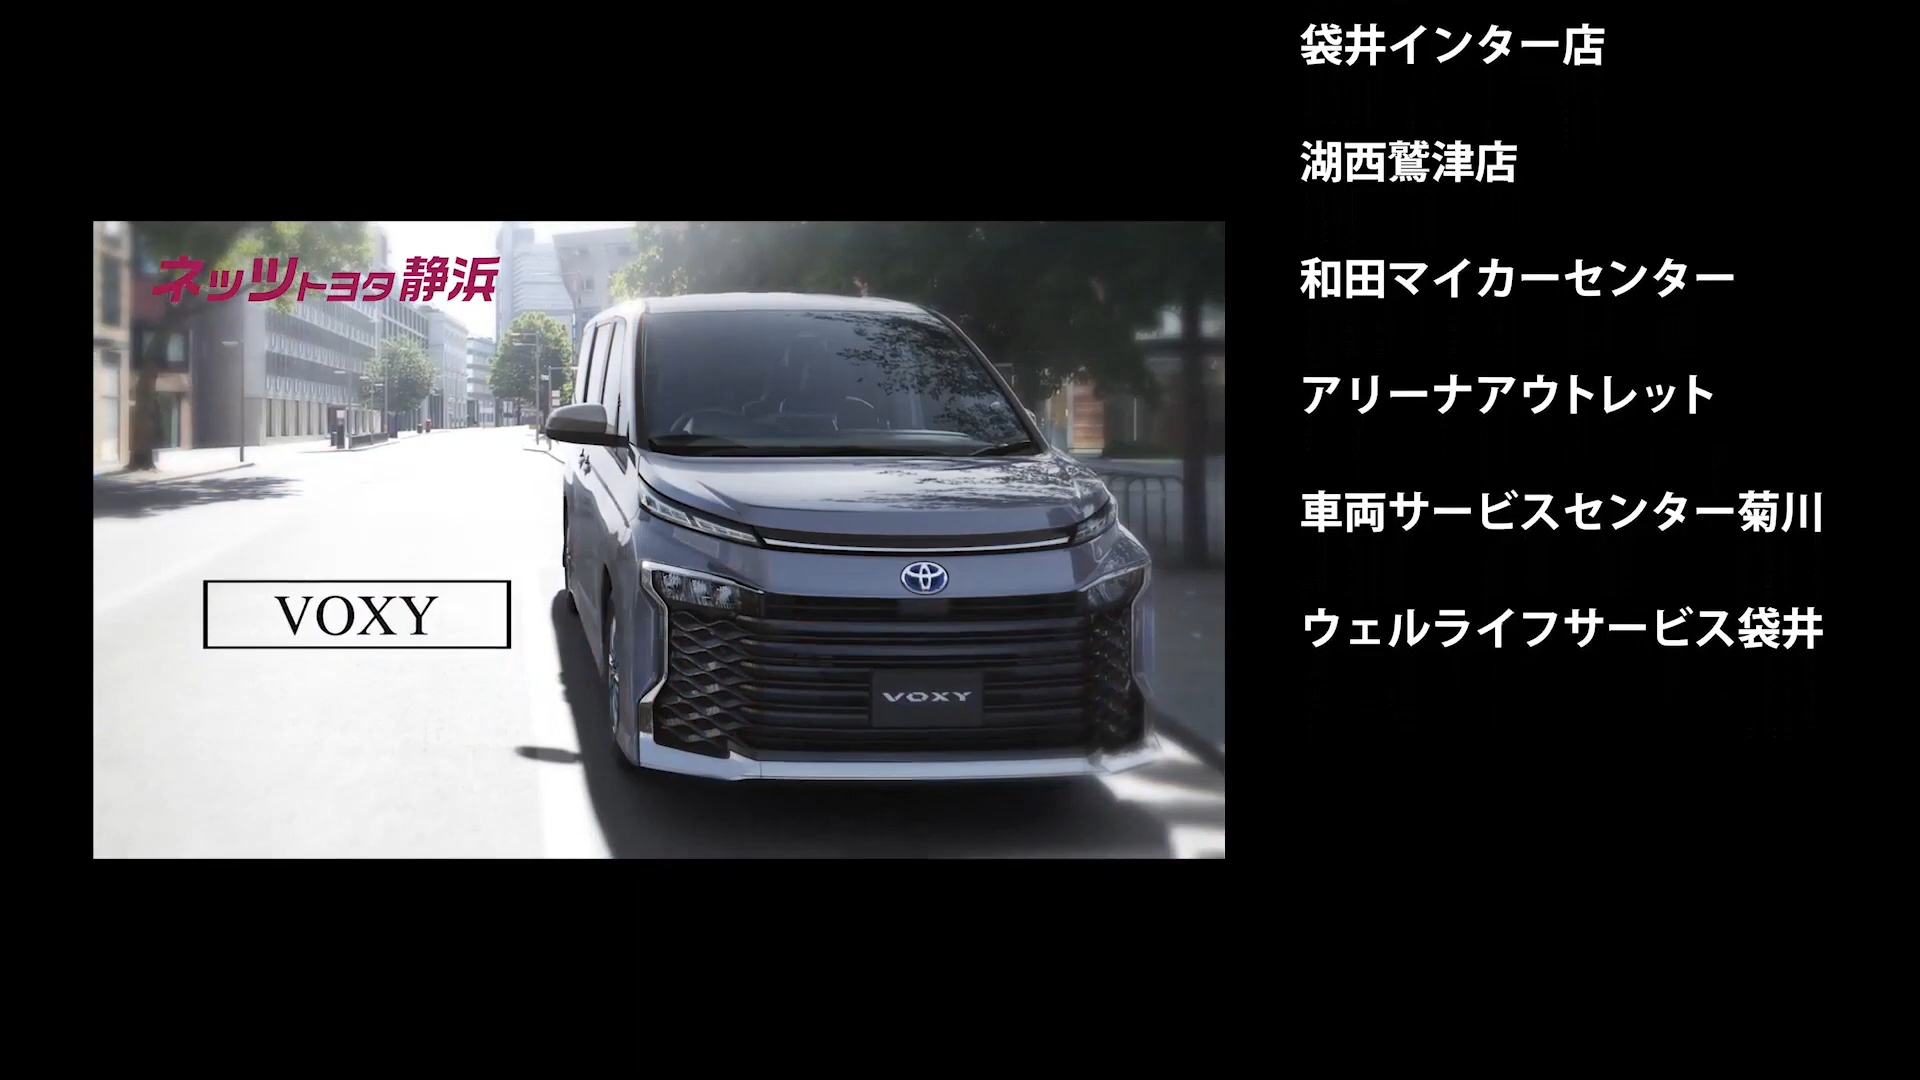 ネッツトヨタ静浜
VOXY
VOXY
袋井インター店
湖西鷲津店
和田マイカーセンター
アリーナアウトレット
車両サービスセンター菊川
ウェルライフサービス袋井